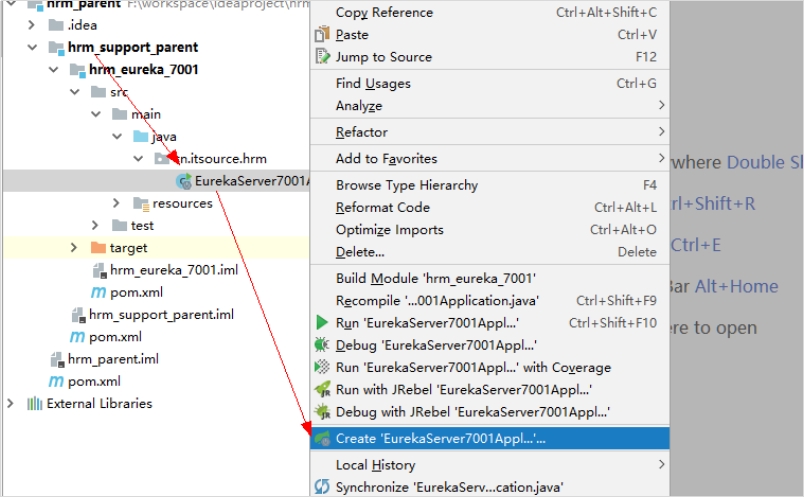 hrm_parent F:\workspace\ideaproject\hrm
.idea
hrm_support_parent
hrm_eureka_7001
src
main
java
cn.itsource.hrm
EurekaServer7001A
resources
test
target
hrm_eureka_7001.iml
pom.xml
hrm_support_parent.iml
pom.xml
hrm_parent.iml
pom.xml
External Libraries
Copy Reference Ctrl+Alt+Shift+C
Paste Ctrl+V
Jump to Source F12
Find Usages Ctrl+G
Analyze
Refactor
Add to Favorites
Browse Type Hierarchy F4
Reformat Code Ctrl+Alt+L
Optimize Imports Ctrl+Alt+O
Delete... Delete
Build Module 'hrm_eureka_7001'
Recompile '...001Application.java' Ctrl+Shift+F9
Run 'EurekaServer7001Appl...' Ctrl+Shift+F10
Debug 'EurekaServer7001Appl...'
Run 'EurekaServer7001Appl...' with Coverage
Run with JRebel 'EurekaServer7001Appl...'
Debug with JRebel 'EurekaServer7001Appl...'
Create 'EurekaServer7001Appl...'...
Local History
Synchronize 'EurekaServ...cation.java'
ywhere Double Sh
rl+Shift+R
Ctrl+E
Bar Alt+Home
ere to open